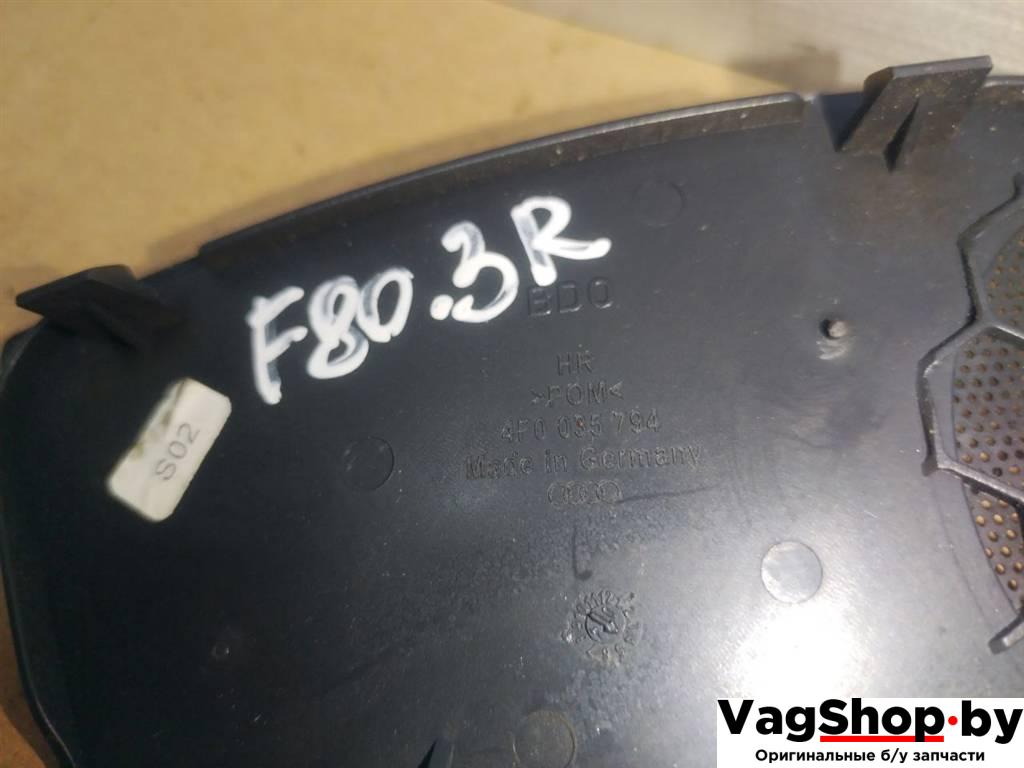 F80.3R
BDO
HR
>POM<
4F0 035 794
Made in Germany
S02
VagShop.by
Оригинальные б/у запчасти